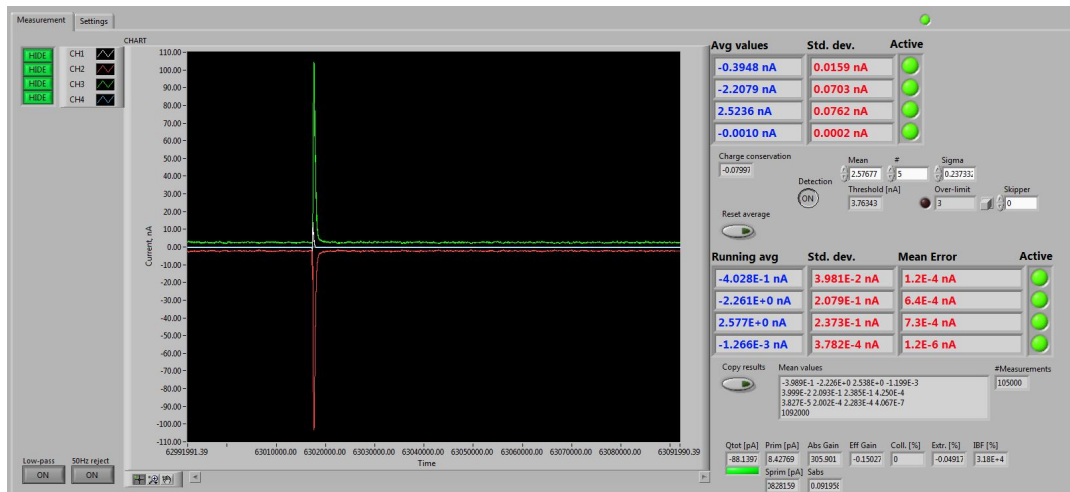 Measurement Settings
CHART
HIDE CH1
HIDE CH2
HIDE CH3
HIDE CH4
110.00
100.00
90.00
80.00
70.00
60.00
50.00
40.00
30.00
20.00
10.00
0.00
-10.00
-20.00
-30.00
-40.00
-50.00
-60.00
-70.00
-80.00
-90.00
-100.00
-110.00
Current, nA
62991991.39 63010000.00 63020000.00 63030000.00 63040000.00 63050000.00 63060000.00 63070000.00 63080000.00 63091990.39
Time
Low-pass 50Hz reject
ON ON
Avg values Std. dev. Active
-0.3948 nA 0.0159 nA
-2.2079 nA 0.0703 nA
2.5236 nA 0.0762 nA
-0.0010 nA 0.0002 nA
Charge conservation
-0.07997
Detection
ON
Mean # Sigma
2.57677 5 0.237332
Threshold [nA] Over-limit Skipper
3.76343 3 0
Reset average
Running avg Std. dev. Mean Error Active
-4.028E-1 nA 3.981E-2 nA 1.2E-4 nA
-2.261E+0 nA 2.079E-1 nA 6.4E-4 nA
2.577E+0 nA 2.373E-1 nA 7.3E-4 nA
-1.266E-3 nA 3.782E-4 nA 1.2E-6 nA
Copy results Mean values #Measurements
-3.989E-1 -2.226E+0 2.538E+0 -1.199E-3
3.999E-2 2.093E-1 2.385E-1 4.250E-4
3.827E-5 2.002E-4 2.283E-4 4.067E-7
1092000
105000
Qtot [pA] Prim [pA] Abs Gain Eff Gain Coll. [%] Extr. [%] IBF [%]
-88.1397 8.42769 305.901 -0.15027 0 -0.04917 3.18E+4
Sprim [pA] Sabs
0.09195